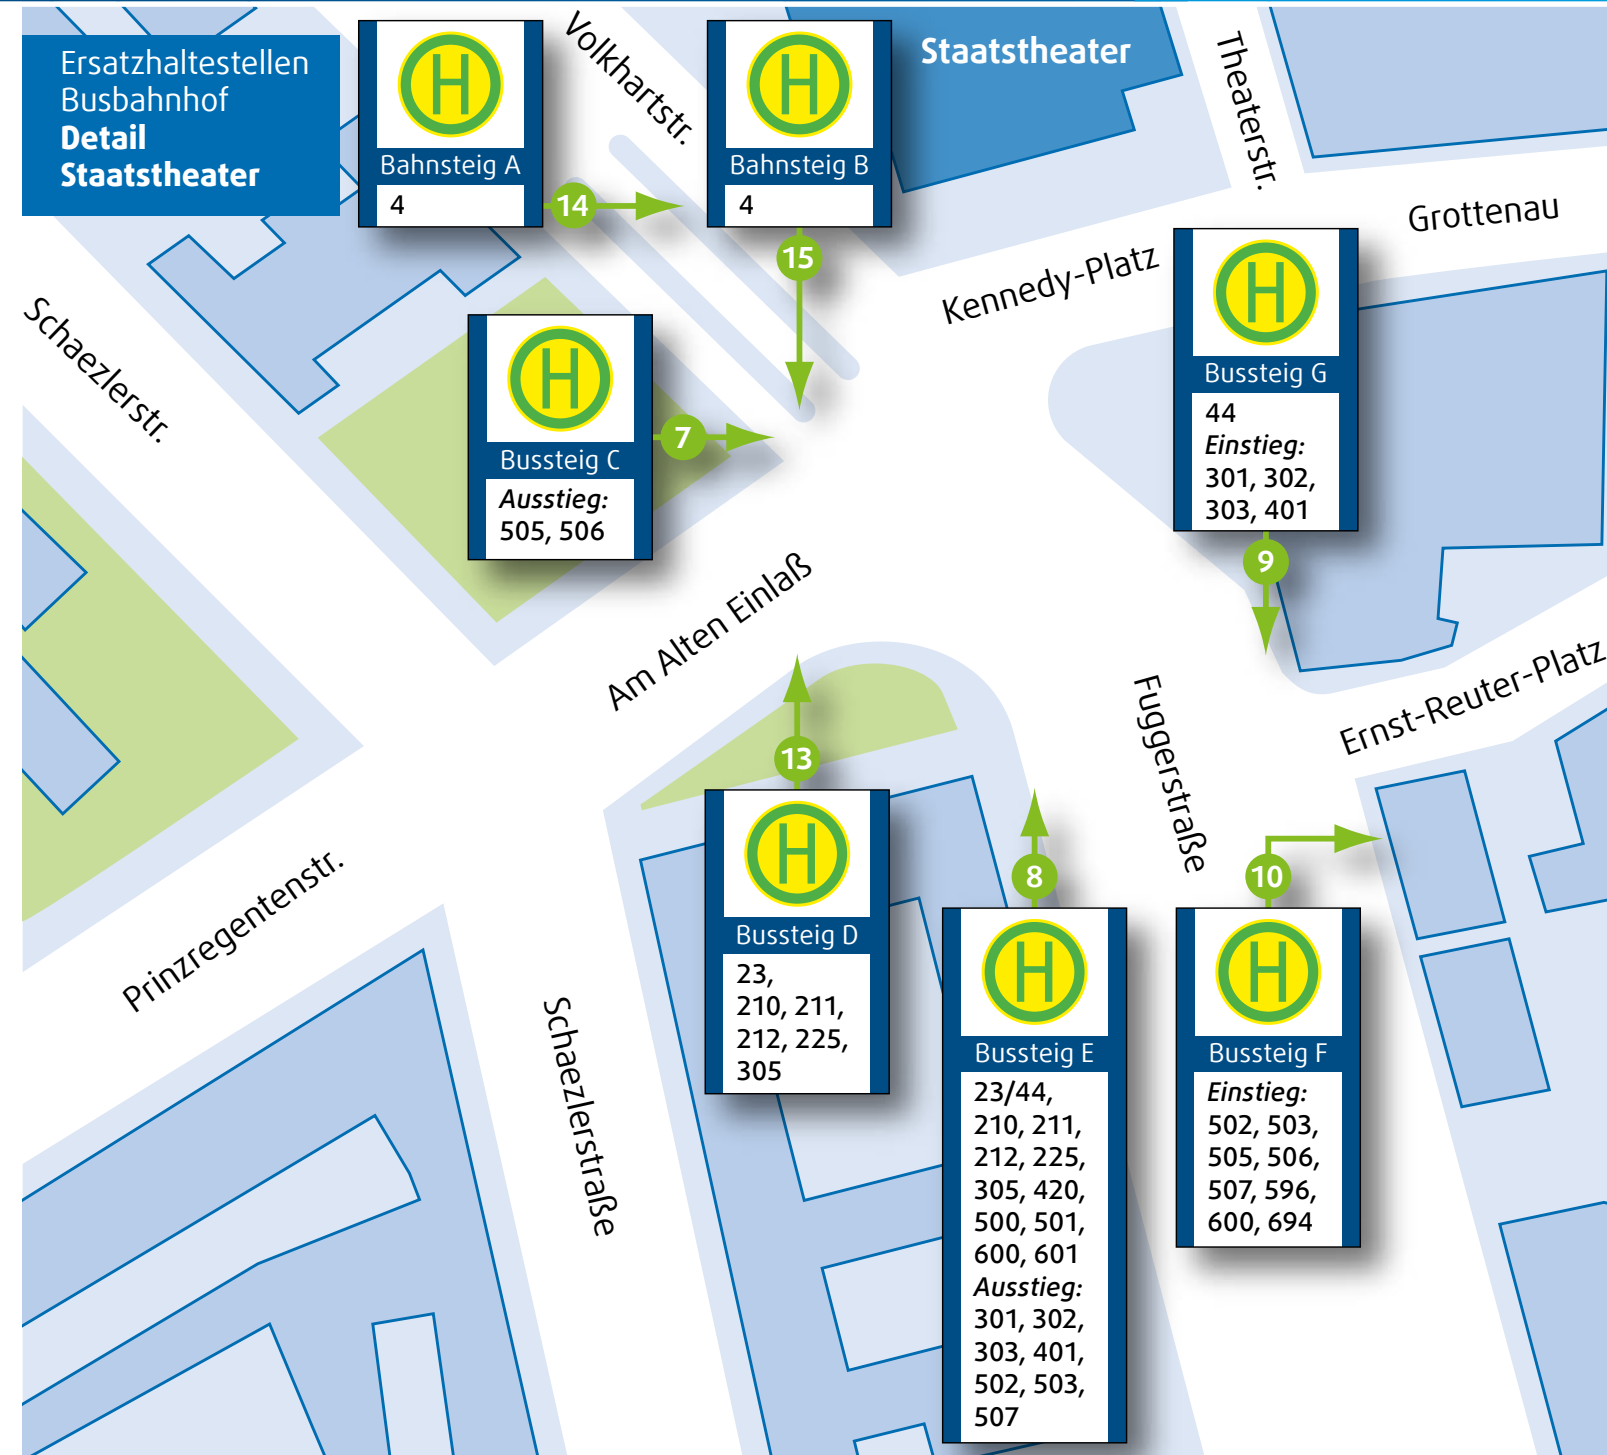 Ersatzhaltestellen
Busbahnhof
Detail
Staatstheater
H
Bahnsteig A
4
14
Volkhartstr.
H
Bahnsteig B
4
15
Staatstheater
Theaterstr.
Grottenau
Kennedy-Platz
Schaezlerstr.
H
Bussteig C
Ausstieg:
505, 506
7
H
Bussteig G
44
Einstieg:
301, 302,
303, 401
9
Am Alten Einlaß
Fuggerstraße
Ernst-Reuter-Platz
Prinzregentenstr.
Schaezlerstraße
13
H
Bussteig D
23,
210, 211,
212, 225,
305
8
H
Bussteig E
23/44,
210, 211,
212, 225,
305, 420,
500, 501,
600, 601
Ausstieg:
301, 302,
303, 401,
502, 503,
507
10
H
Bussteig F
Einstieg:
502, 503,
505, 506,
507, 596,
600, 694